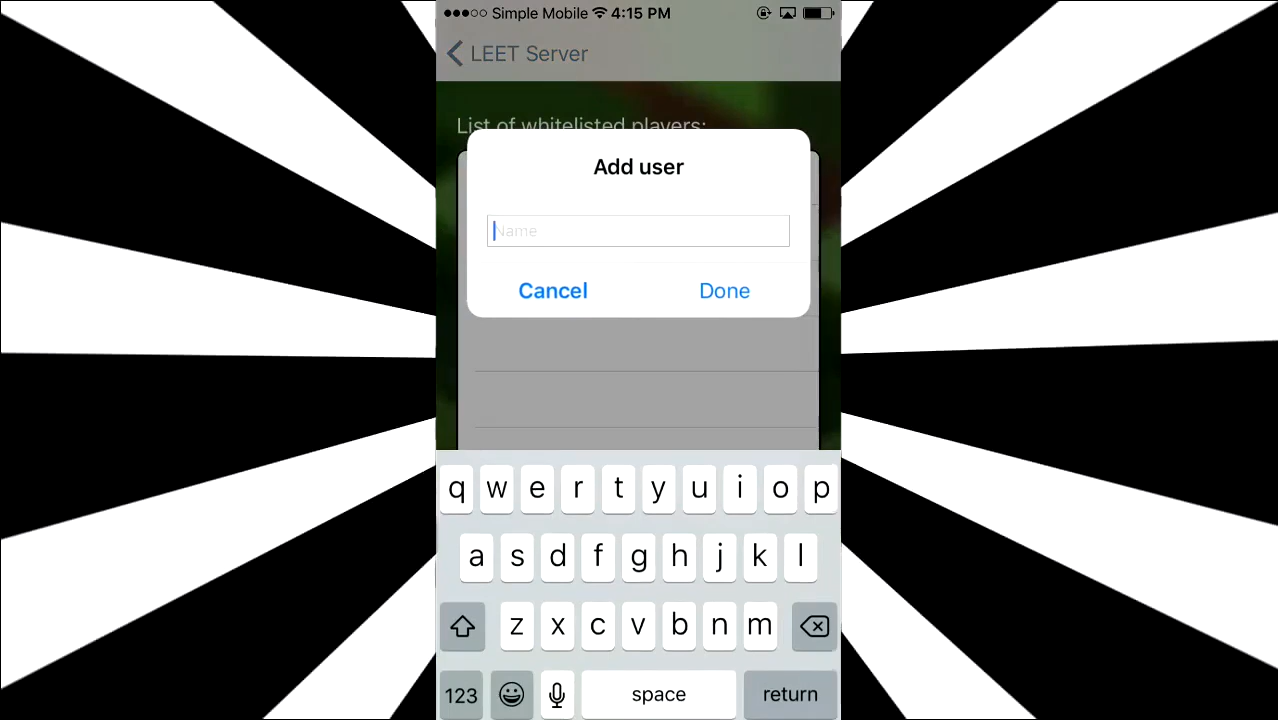 Simple Mobile 4:15 PM
LEET Server
List of whitelisted players:
Add user
Name
Cancel Done
q w e r t y u i o p
a s d f g h j k l
z x c v b n m
123 space return